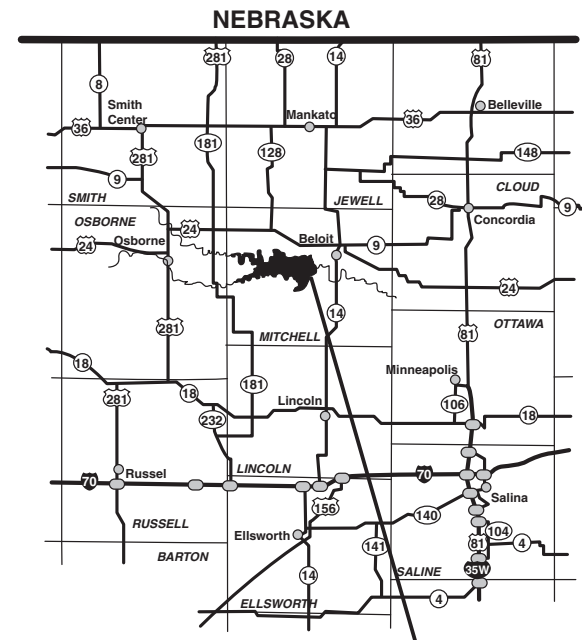 NEBRASKA
281
28
14
81
8
Smith
Center
Mankato
Belleville
36
36
281
181
128
148
9
SMITH
JEWELL
28
CLOUD
9
OSBORNE
24
Concordia
Osborne
24
Beloit
9
24
14
281
MITCHELL
81
OTTAWA
18
Minneapolis
281
18
181
106
232
Lincoln
18
70
Russel
LINCOLN
70
Salina
156
RUSSELL
Ellsworth
140
104
141
81
4
BARTON
14
35W
SALINE
ELLSWORTH
4